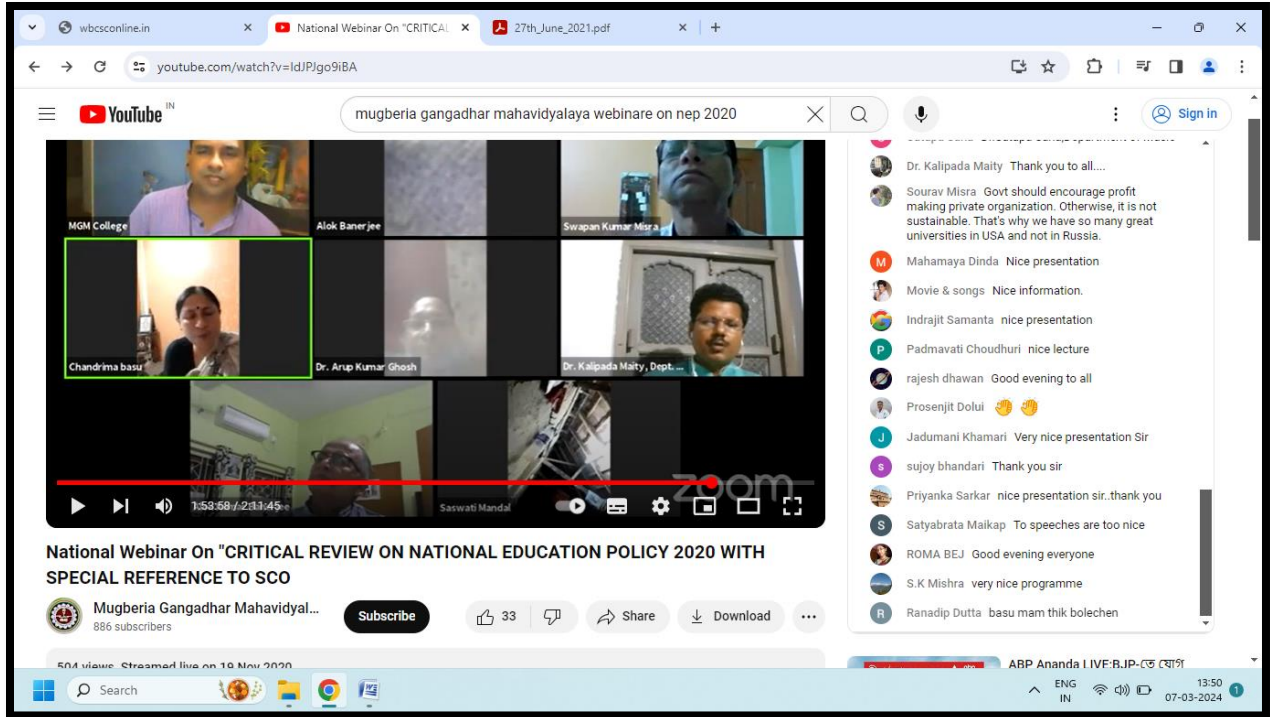 wbcsconline.in
National Webinar On "CRITICAL
27th_June_2021.pdf
youtube.com/watch?v=IdJPJgo9iBA
YouTube IN
mugberia gangadhar mahavidyalaya webinare on nep 2020
Sign in
MGM College
Alok Banerjee
Swapan Kumar Misra
Chandrima basu
Dr. Arup Kumar Ghosh
Dr. Kalipada Maity, Dept. ...
zoom
1:53:58 / 2:11:45
Saswati Mandal
National Webinar On "CRITICAL REVIEW ON NATIONAL EDUCATION POLICY 2020 WITH
SPECIAL REFERENCE TO SCO
Mugberia Gangadhar Mahavidyal...
886 subscribers
Subscribe
33
Share
Download
504 views Streamed live on 19 Nov 2020
Dr. Kalipada Maity Thank you to all....
Sourav Misra Govt should encourage profit
making private organization. Otherwise, it is not
sustainable. That's why we have so many great
universities in USA and not in Russia.
M
Mahamaya Dinda Nice presentation
Movie & songs Nice information.
Indrajit Samanta nice presentation
P
Padmavati Choudhuri nice lecture
rajesh dhawan Good evening to all
Prosenjit Dolui
J
Jadumani Khamari Very nice presentation Sir
s
sujoy bhandari Thank you sir
Priyanka Sarkar nice presentation sir..thank you
S
Satyabrata Maikap To speeches are too nice
ROMA BEJ Good evening everyone
S.K Mishra very nice programme
R
Ranadip Dutta basu mam thik bolechen
ABP Ananda LIVE:BJP-তে যোগ
Search
ENG
IN
13:50
07-03-2024
1